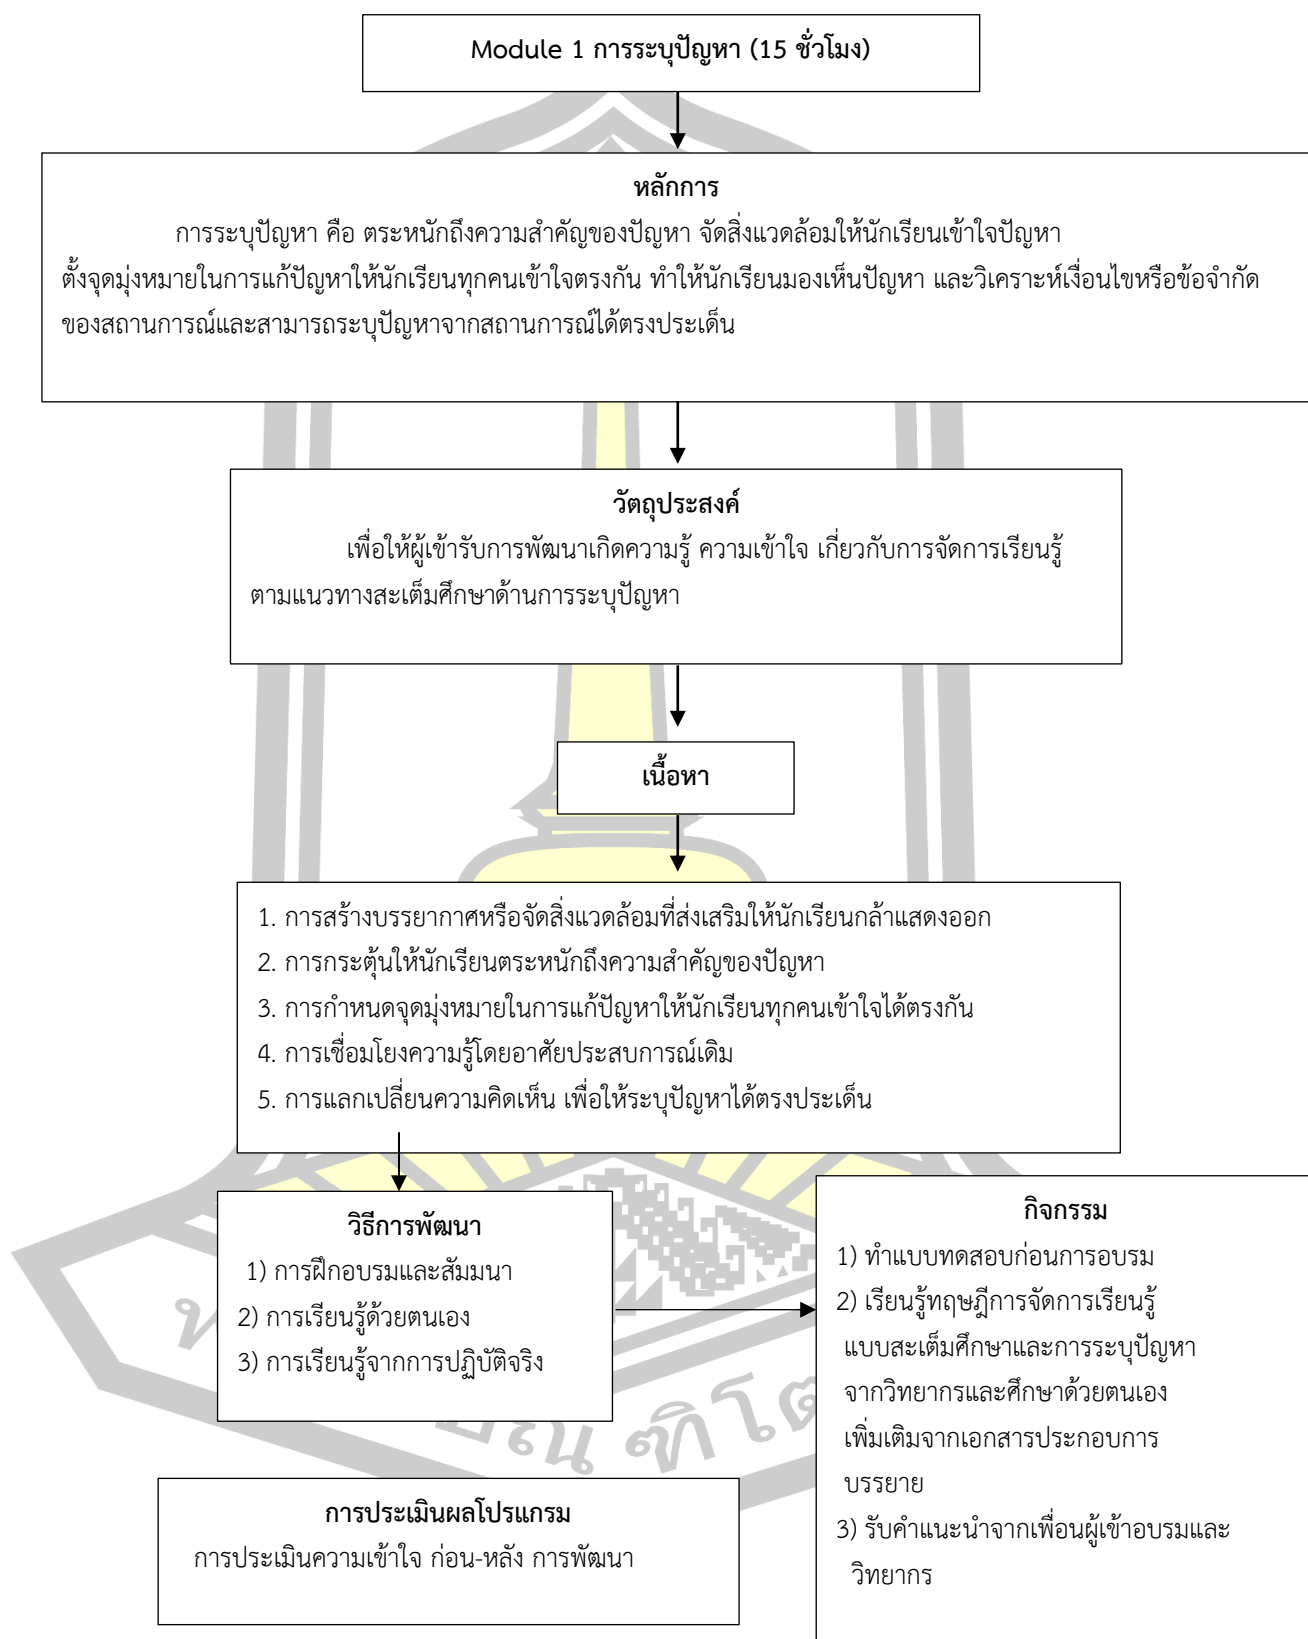 Module 1 การระบุปัญหา (15 ชั่วโมง)
หลักการ
การระบุปัญหา คือ ตระหนักถึงความสำคัญของปัญหา จัดสิ่งแวดล้อมให้นักเรียนเข้าใจปัญหา
ตั้งจุดมุ่งหมายในการแก้ปัญหาให้นักเรียนทุกคนเข้าใจตรงกัน ทำให้นักเรียนมองเห็นปัญหา และวิเคราะห์เงื่อนไขหรือข้อจำกัด
ของสถานการณ์และสามารถระบุปัญหาจากสถานการณ์ได้ตรงประเด็น
วัตถุประสงค์
เพื่อให้ผู้เข้ารับการพัฒนาเกิดความรู้ ความเข้าใจ เกี่ยวกับการจัดการเรียนรู้
ตามแนวทางสะเต็มศึกษาด้านการระบุปัญหา
เนื้อหา
1. การสร้างบรรยากาศหรือจัดสิ่งแวดล้อมที่ส่งเสริมให้นักเรียนกล้าแสดงออก
2. การกระตุ้นให้นักเรียนตระหนักถึงความสำคัญของปัญหา
3. การกำหนดจุดมุ่งหมายในการแก้ปัญหาให้นักเรียนทุกคนเข้าใจได้ตรงกัน
4. การเชื่อมโยงความรู้โดยอาศัยประสบการณ์เดิม
5. การแลกเปลี่ยนความคิดเห็น เพื่อให้ระบุปัญหาได้ตรงประเด็น
วิธีการพัฒนา
1) การฝึกอบรมและสัมมนา
2) การเรียนรู้ด้วยตนเอง
3) การเรียนรู้จากการปฏิบัติจริง
กิจกรรม
1) ทำแบบทดสอบก่อนการอบรม
2) เรียนรู้ทฤษฎีการจัดการเรียนรู้
แบบสะเต็มศึกษาและการระบุปัญหา
จากวิทยากรและศึกษาด้วยตนเอง
เพิ่มเติมจากเอกสารประกอบการ
บรรยาย
3) รับคำแนะนำจากเพื่อนผู้เข้าอบรมและ
วิทยากร
การประเมินผลโปรแกรม
การประเมินความเข้าใจ ก่อน-หลัง การพัฒนา